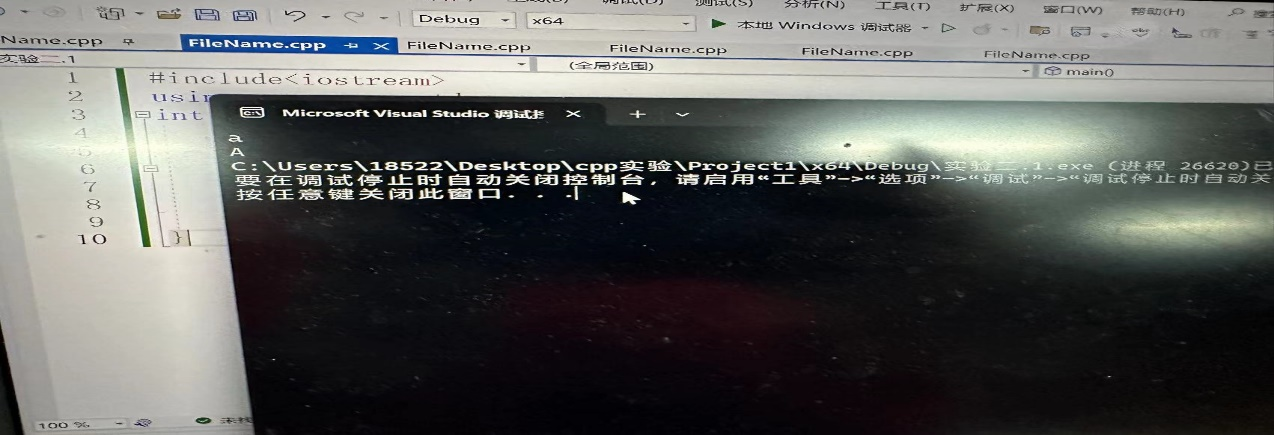 测试(S) 分析(N) 工具(T) 扩展(X) 窗口(W) 帮助(H)
Debug x64 本地 Windows 调试器
Name.cpp FileName.cpp FileName.cpp FileName.cpp FileName.cpp FileName.cpp
实验二.1 (全局范围) main()
1 #include<iostream>
2
3 int
Microsoft Visual Studio 调试
4
a
A
C:\Users\18522\Desktop\cpp实验\Project1\x64\Debug\实验二.1.exe (进程 26620)已
6
要在调试停止时自动关闭控制台，请启用“工具”->“选项”->“调试”->“调试停止时自动关
7
按任意键关闭此窗口. . .
8
9
10 }
100 %